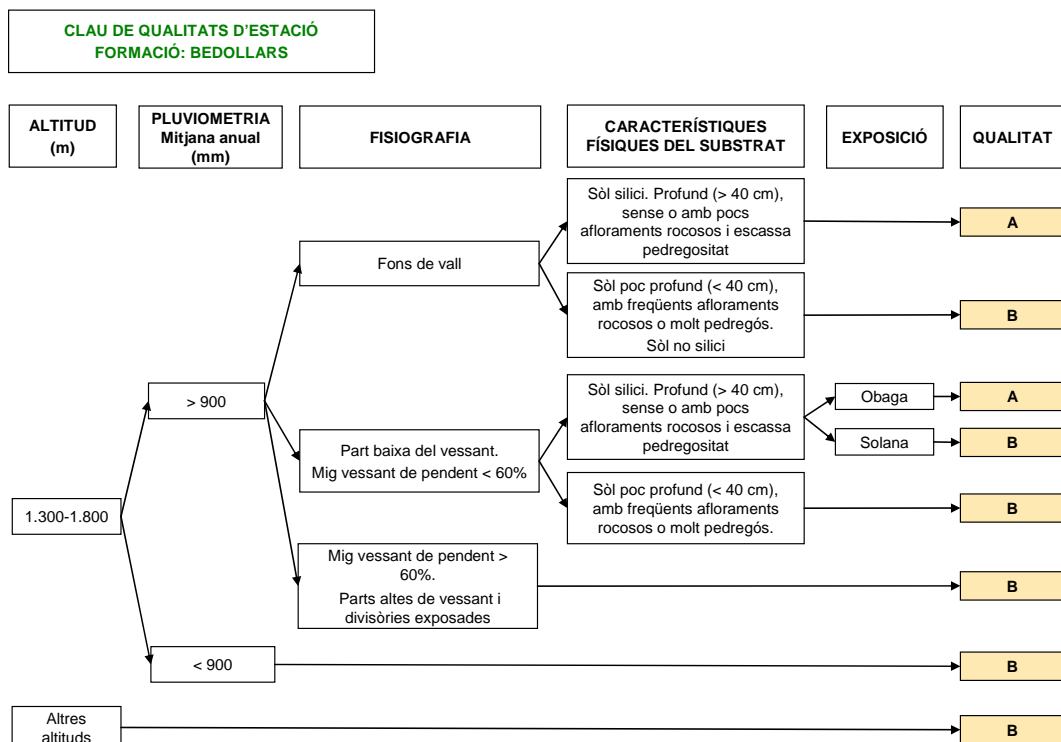 CLAU DE QUALITATS D'ESTACIÓ
FORMACIÓ: BEDOLLARS
ALTITUD
(m)
PLUVIOMETRIA
Mitjana anual
(mm)
FISIOGRAFIA
CARACTERÍSTIQUES
FÍSIQUES DEL SUBSTRAT
EXPOSICIÓ
QUALITAT
Sòl silici. Profund (> 40 cm),
sense o amb pocs
afloraments rocosos i escassa
pedregositat
A
Fons de vall
Sòl poc profund (< 40 cm),
amb freqüents afloraments
rocosos o molt pedregós.
Sòl no silici
B
> 900
Sòl silici. Profund (> 40 cm),
sense o amb pocs
afloraments rocosos i escassa
pedregositat
Obaga
A
Solana
B
Part baixa del vessant.
Mig vessant de pendent < 60%
Sòl poc profund (< 40 cm),
amb freqüents afloraments
rocosos o molt pedregós.
B
1.300-1.800
Mig vessant de pendent >
60%.
Parts altes de vessant i
divisòries exposades
B
< 900
B
Altres
altituds
B